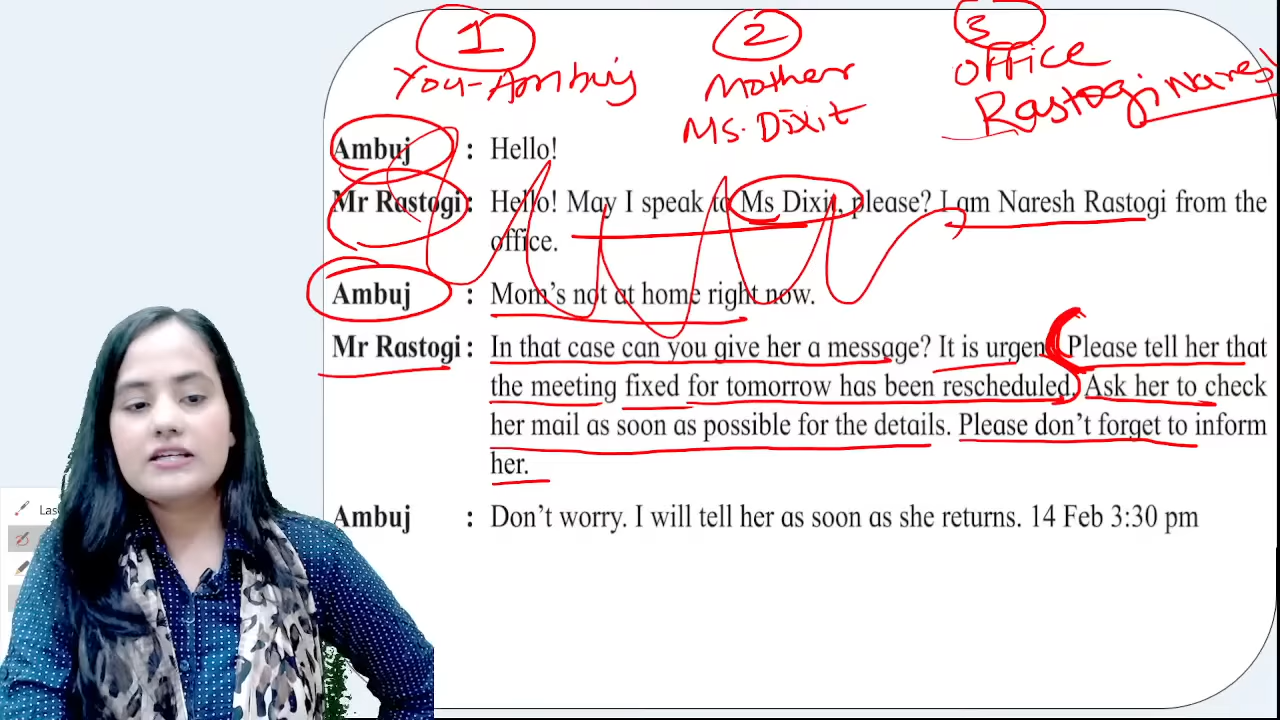 1 2 3
You-Ambuj Mother office
Ms. Dixit Rastogi Naresh
Ambuj : Hello!
Mr Rastogi : Hello! May I speak to Ms Dixit, please? I am Naresh Rastogi from the
office.
Ambuj : Mom's not at home right now.
Mr Rastogi : In that case can you give her a message? It is urgent. Please tell her that
the meeting fixed for tomorrow has been rescheduled. Ask her to check
her mail as soon as possible for the details. Please don't forget to inform
her.
Las
Ambuj : Don't worry. I will tell her as soon as she returns. 14 Feb 3:30 pm